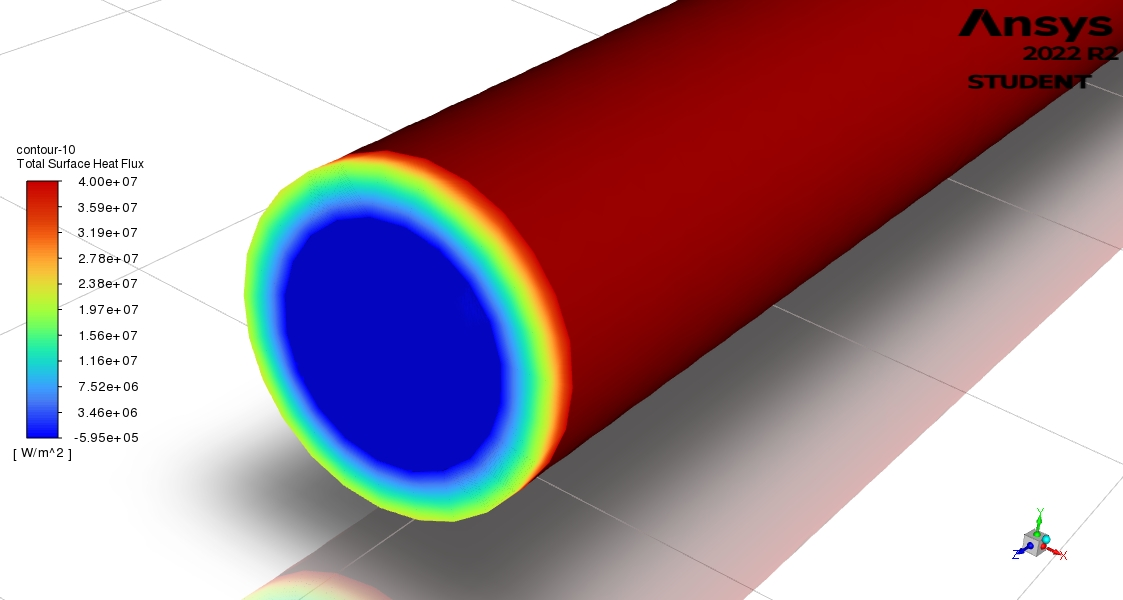 Ansys
2022 R2
STUDENT
contour-10
Total Surface Heat Flux
4.00e+07
3.59e+07
3.19e+07
2.78e+07
2.38e+07
1.97e+07
1.56e+07
1.16e+07
7.52e+06
3.46e+06
-5.95e+05
[ W/m^2 ]
Y
Z
X